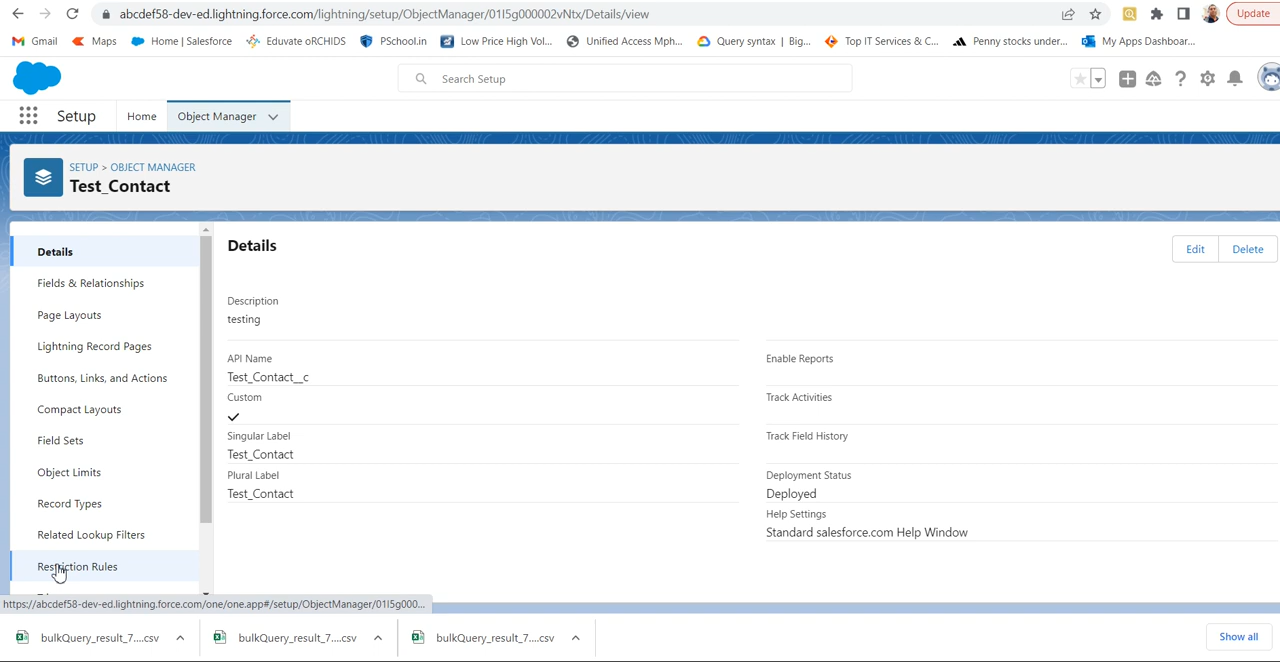 abcdef58-dev-ed.lightning.force.com/lightning/setup/ObjectManager/01I5g000002vNtx/Details/view
Update
Gmail Maps Home | Salesforce Eduvate oRCHIDS PSchool.in Low Price High Vol... Unified Access Mph... Query syntax | Big... Top IT Services & C... Penny stocks under... My Apps Dashboar...
Search Setup
Setup Home Object Manager
SETUP > OBJECT MANAGER
Test_Contact
Details
Fields & Relationships
Page Layouts
Lightning Record Pages
Buttons, Links, and Actions
Compact Layouts
Field Sets
Object Limits
Record Types
Related Lookup Filters
Restriction Rules
Details
Edit Delete
Description
testing
API Name
Test_Contact__c
Custom
Singular Label
Test_Contact
Plural Label
Test_Contact
Enable Reports
Track Activities
Track Field History
Deployment Status
Deployed
Help Settings
Standard salesforce.com Help Window
https://abcdef58-dev-ed.lightning.force.com/one/one.app#/setup/ObjectManager/01I5g000...
bulkQuery_result_7....csv bulkQuery_result_7....csv bulkQuery_result_7....csv Show all